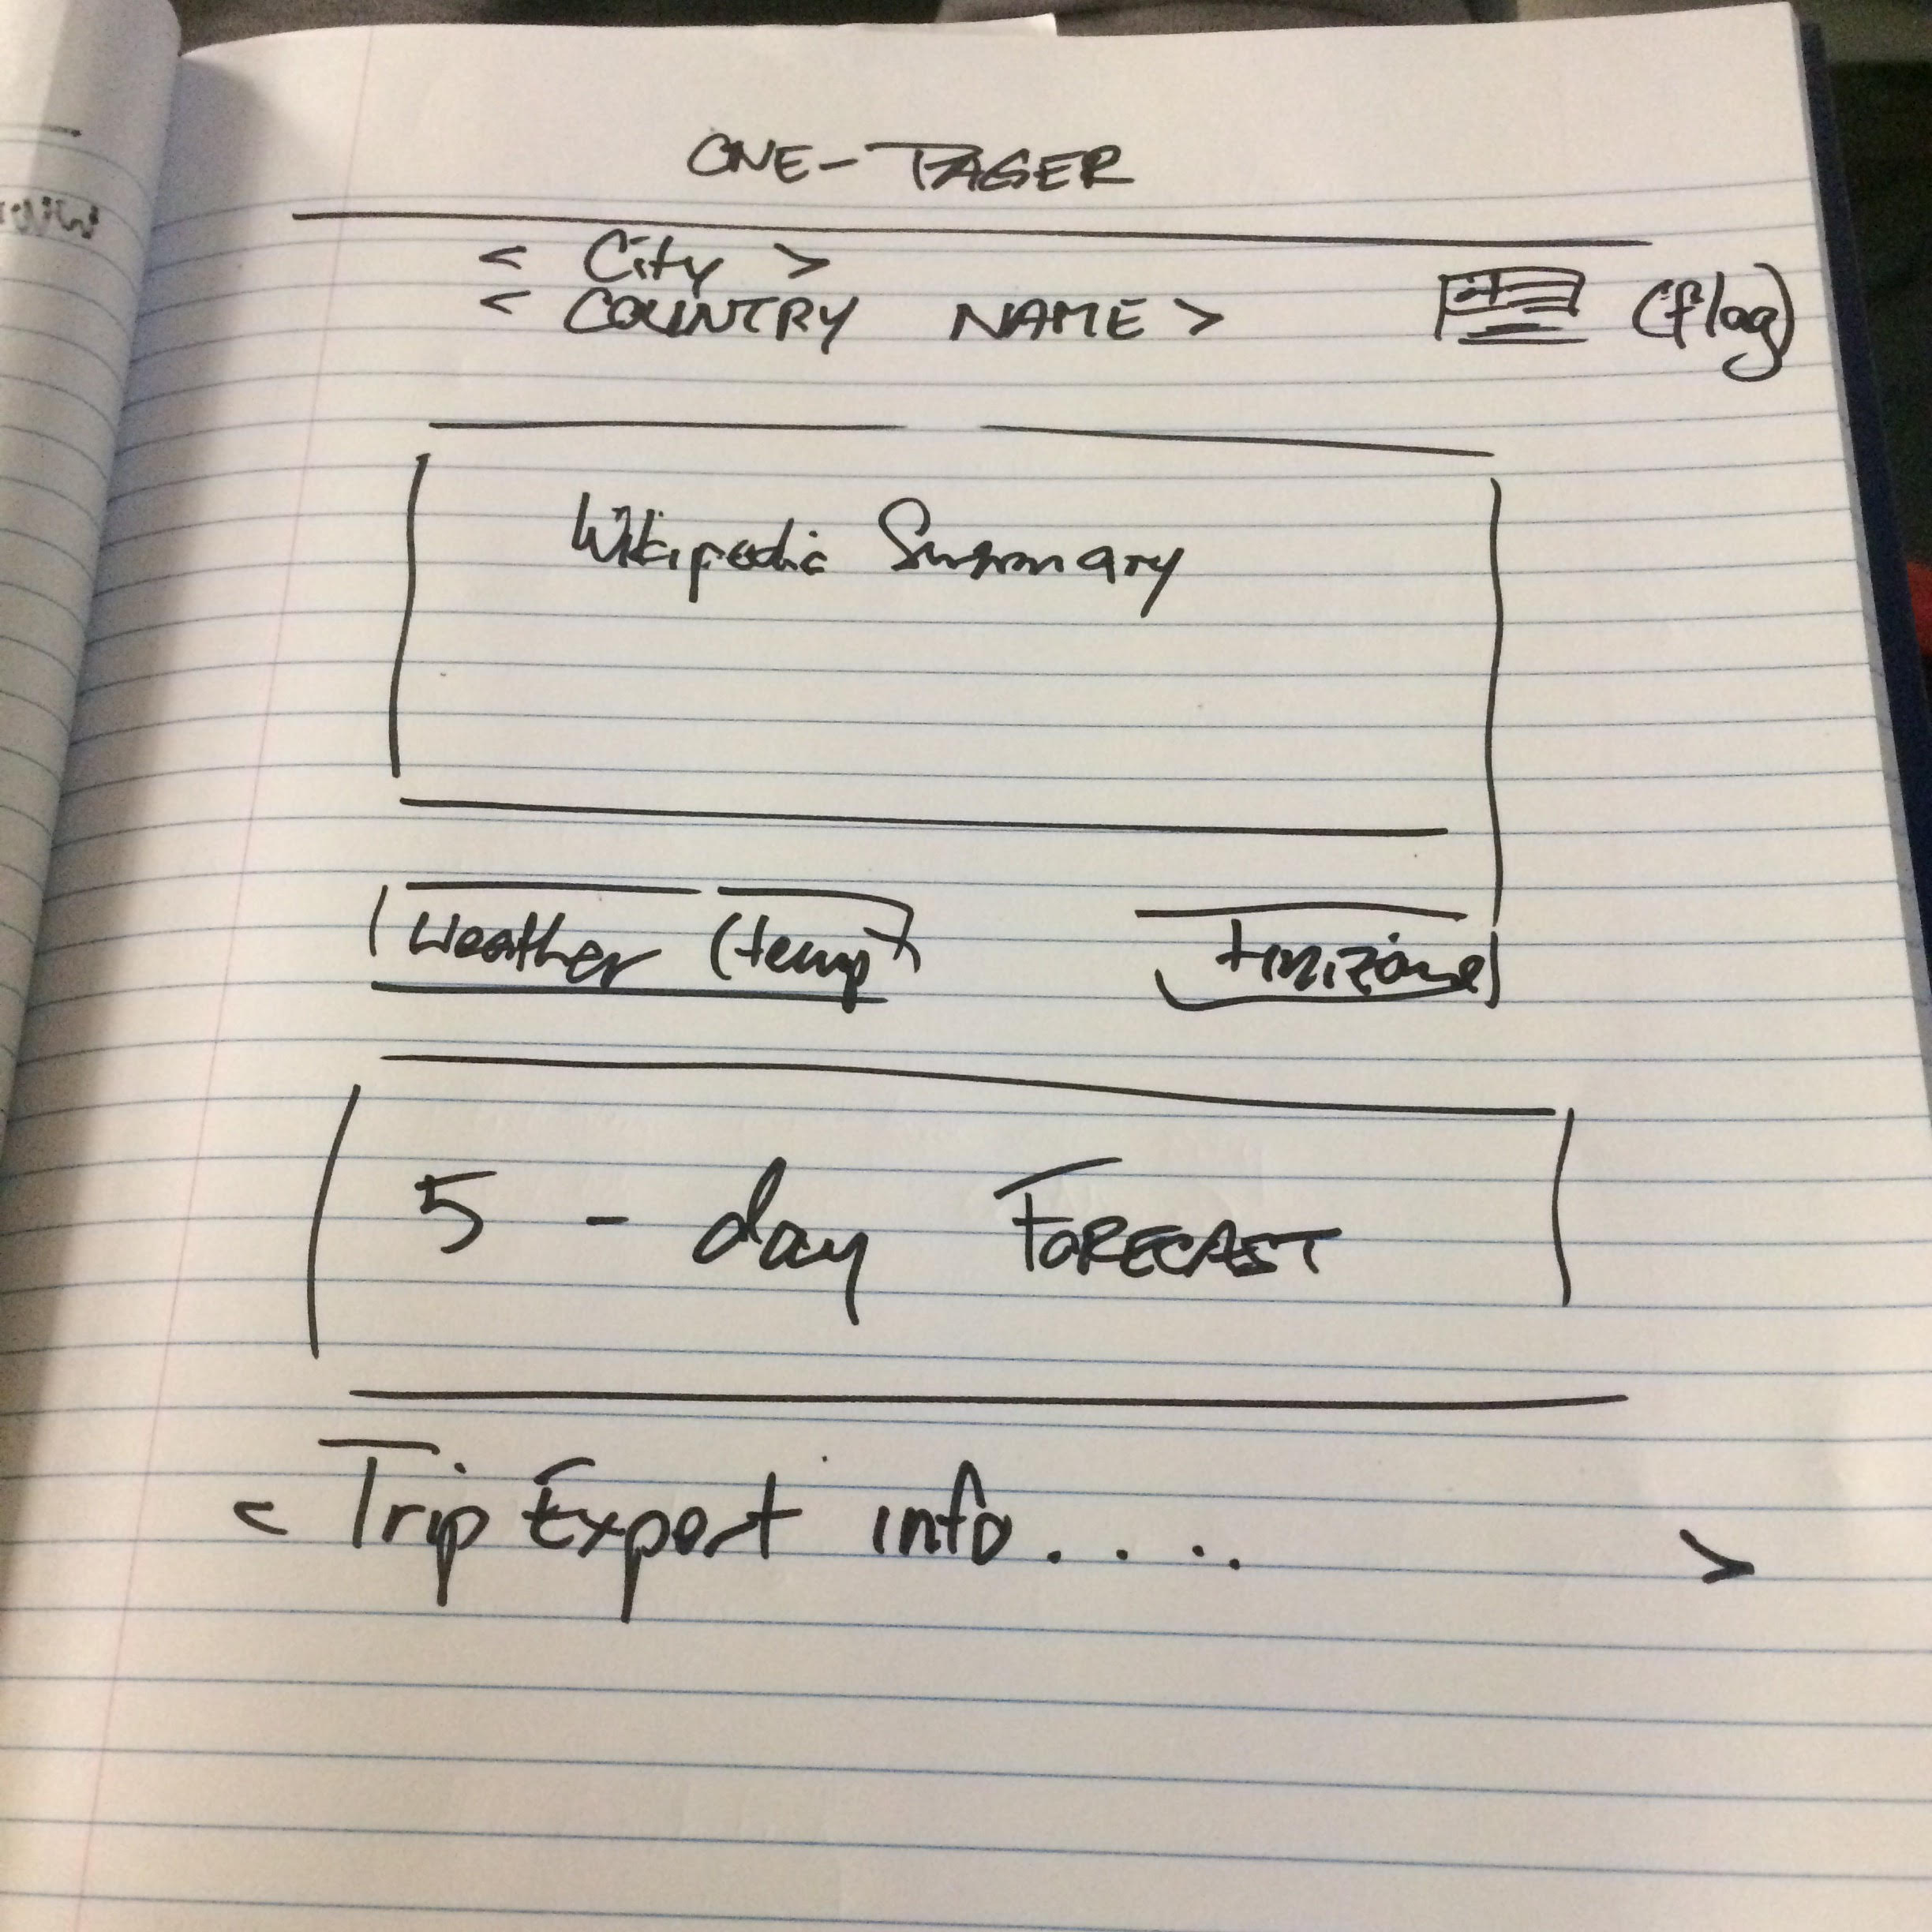 ONE-PAGER
< City >
< COUNTRY NAME >
(flag)
Wikipedia Summary
Weather (temp)
timezone
5 - day FORECAST
< Trip Expert info . . . . >